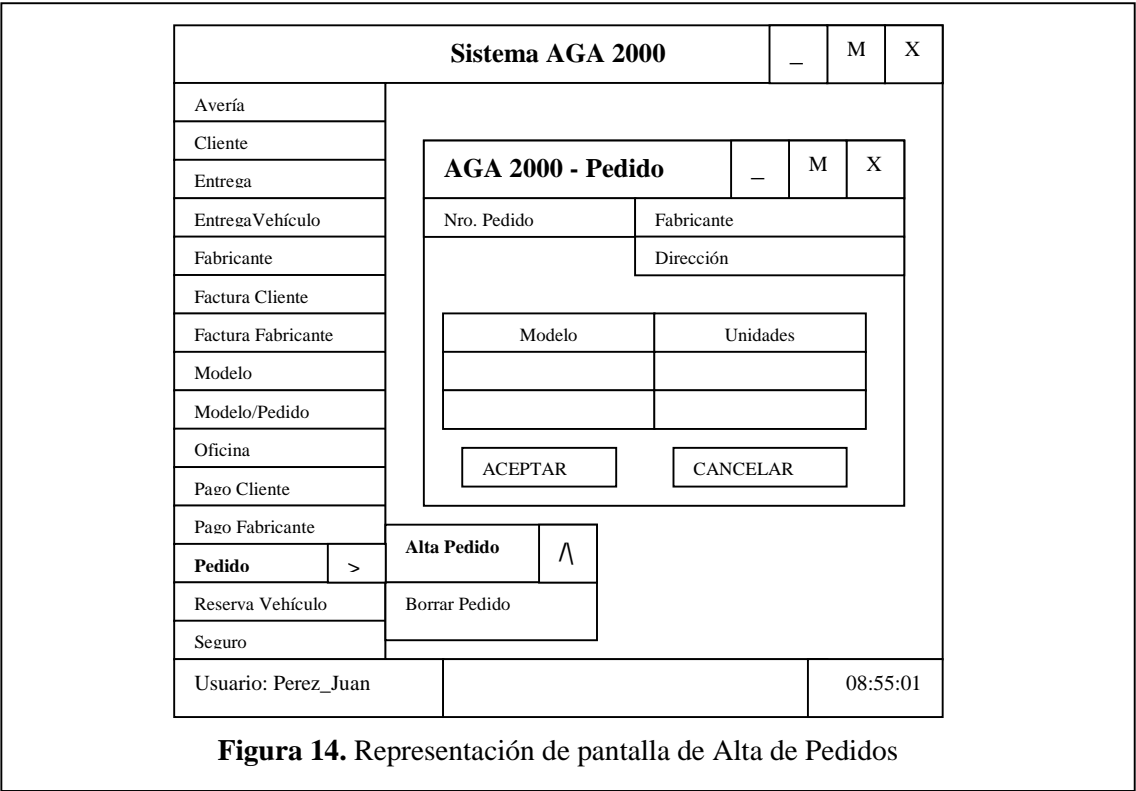 Sistema AGA 2000 _ M X
Avería
Cliente
Entrega
EntregaVehículo
Fabricante
Factura Cliente
Factura Fabricante
Modelo
Modelo/Pedido
Oficina
Pago Cliente
Pago Fabricante
Pedido >
Reserva Vehículo
Seguro
AGA 2000 - Pedido _ M X
Nro. Pedido Fabricante
Dirección
Modelo Unidades
ACEPTAR CANCELAR
Alta Pedido /\
Borrar Pedido
Usuario: Perez_Juan 08:55:01
Figura 14. Representación de pantalla de Alta de Pedidos